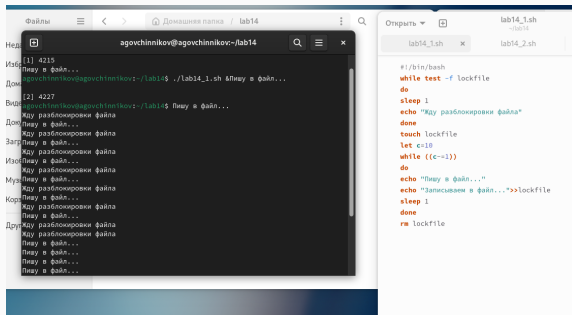 Файлы
Домашняя папка / lab14
agovchinnikov@agovchinnikov:~/lab14
[1] 4215
Пишу в файл...
agovchinnikov@agovchinnikov:~/lab14$ ./lab14_1.sh &Пишу в файл...
[2] 4227
agovchinnikov@agovchinnikov:~/lab14$ Пишу в файл...
Жду разблокировки файла
Пишу в файл...
Жду разблокировки файла
Пишу в файл...
Жду разблокировки файла
Пишу в файл...
Жду разблокировки файла
Пишу в файл...
Жду разблокировки файла
Пишу в файл...
Жду разблокировки файла
Пишу в файл...
Жду разблокировки файла
Пишу в файл...
Жду разблокировки файла
Пишу в файл...
Пишу в файл...
Пишу в файл...
Пишу в файл...
Открыть
lab14_1.sh
~/lab14
lab14_1.sh
lab14_2.sh
#!/bin/bash
while test -f lockfile
do
sleep 1
echo "Жду разблокировки файла"
done
touch lockfile
let c=10
while ((c-=1))
do
echo "Пишу в файл..."
echo "Записываем в файл...">>lockfile
sleep 1
done
rm lockfile